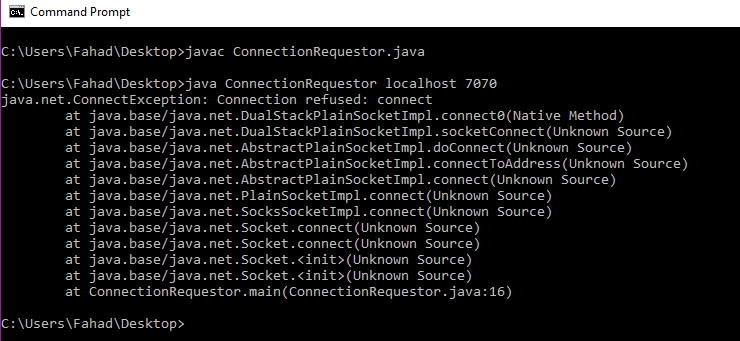 Command Prompt
C:\Users\Fahad\Desktop>javac ConnectionRequestor.java
C:\Users\Fahad\Desktop>java ConnectionRequestor localhost 7070
java.net.ConnectException: Connection refused: connect
        at java.base/java.net.DualStackPlainSocketImpl.connect0(Native Method)
        at java.base/java.net.DualStackPlainSocketImpl.socketConnect(Unknown Source)
        at java.base/java.net.AbstractPlainSocketImpl.doConnect(Unknown Source)
        at java.base/java.net.AbstractPlainSocketImpl.connectToAddress(Unknown Source)
        at java.base/java.net.AbstractPlainSocketImpl.connect(Unknown Source)
        at java.base/java.net.PlainSocketImpl.connect(Unknown Source)
        at java.base/java.net.SocksSocketImpl.connect(Unknown Source)
        at java.base/java.net.Socket.connect(Unknown Source)
        at java.base/java.net.Socket.connect(Unknown Source)
        at java.base/java.net.Socket.<init>(Unknown Source)
        at java.base/java.net.Socket.<init>(Unknown Source)
        at ConnectionRequestor.main(ConnectionRequestor.java:16)
C:\Users\Fahad\Desktop>